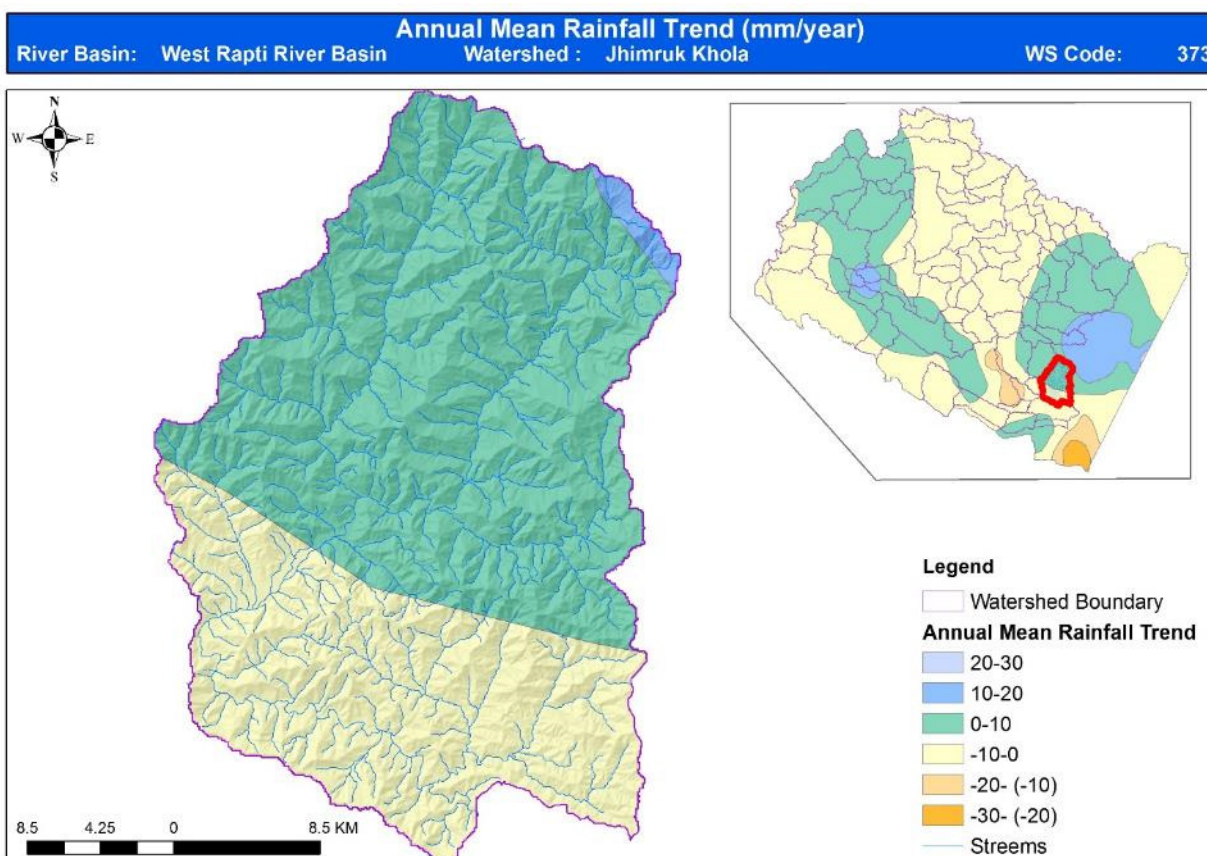 Annual Mean Rainfall Trend (mm/year)
River Basin: West Rapti River Basin Watershed : Jhimruk Khola WS Code: 373
N
W E
S
Legend
Watershed Boundary
Annual Mean Rainfall Trend
20-30
10-20
0-10
-10-0
-20- (-10)
-30- (-20)
Streems
8.5 4.25 0 8.5 KM